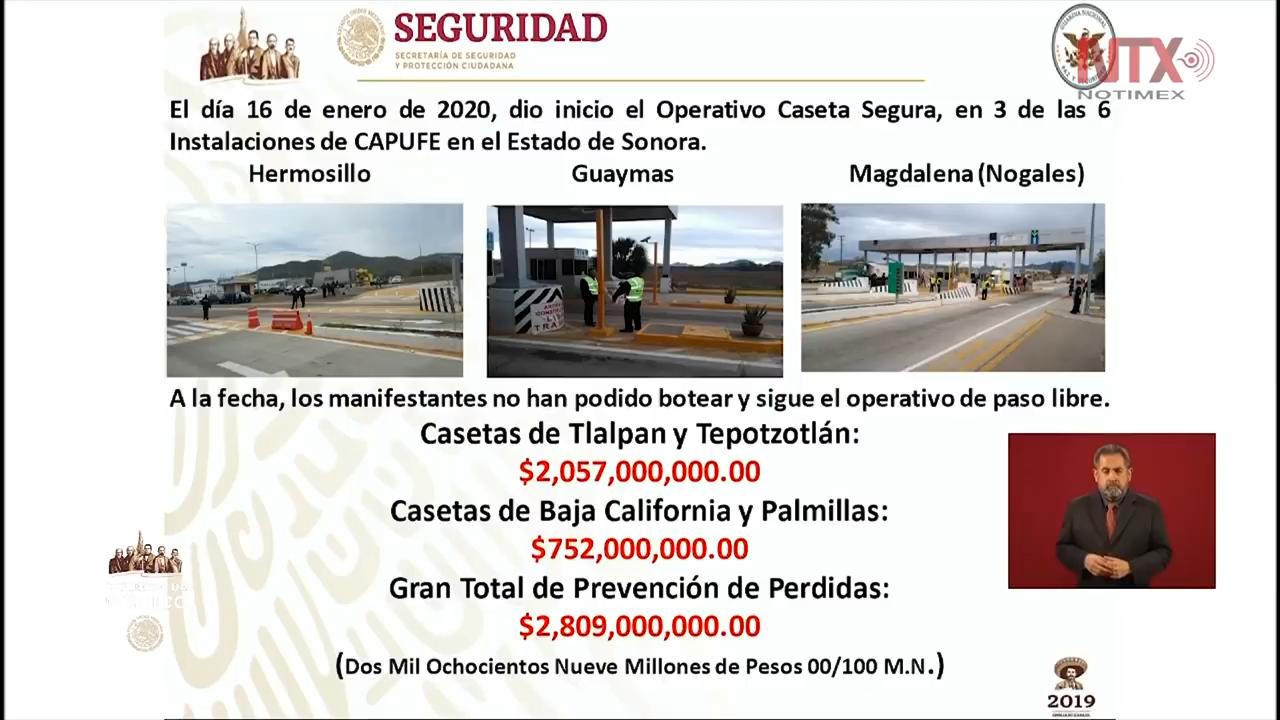 SEGURIDAD
SECRETARÍA DE SEGURIDAD
Y PROTECCIÓN CIUDADANA
GUARDIA NACIONAL
NTX
NOTIMEX
El día 16 de enero de 2020, dio inicio el Operativo Caseta Segura, en 3 de las 6
Instalaciones de CAPUFE en el Estado de Sonora.
Hermosillo
Guaymas
Magdalena (Nogales)
A la fecha, los manifestantes no han podido botear y sigue el operativo de paso libre.
Casetas de Tlalpan y Tepotzotlán:
$2,057,000,000.00
Casetas de Baja California y Palmillas:
$752,000,000.00
Gran Total de Prevención de Perdidas:
$2,809,000,000.00
(Dos Mil Ochocientos Nueve Millones de Pesos 00/100 M.N.)
2019